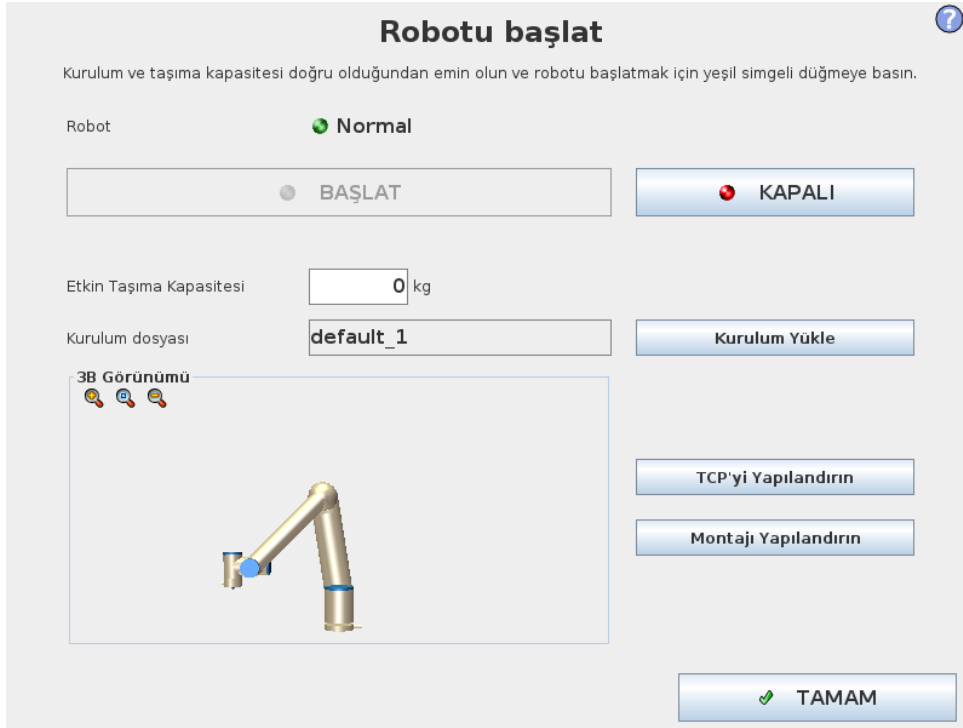 Robotu başlat
?
Kurulum ve taşıma kapasitesi doğru olduğundan emin olun ve robotu başlatmak için yeşil simgeli düğmeye basın.
Robot Normal
BAŞLAT KAPALI
Etkin Taşıma Kapasitesi 0 kg
Kurulum dosyası default_1 Kurulum Yükle
3B Görünümü
TCP'yi Yapılandırın
Montajı Yapılandırın
TAMAM